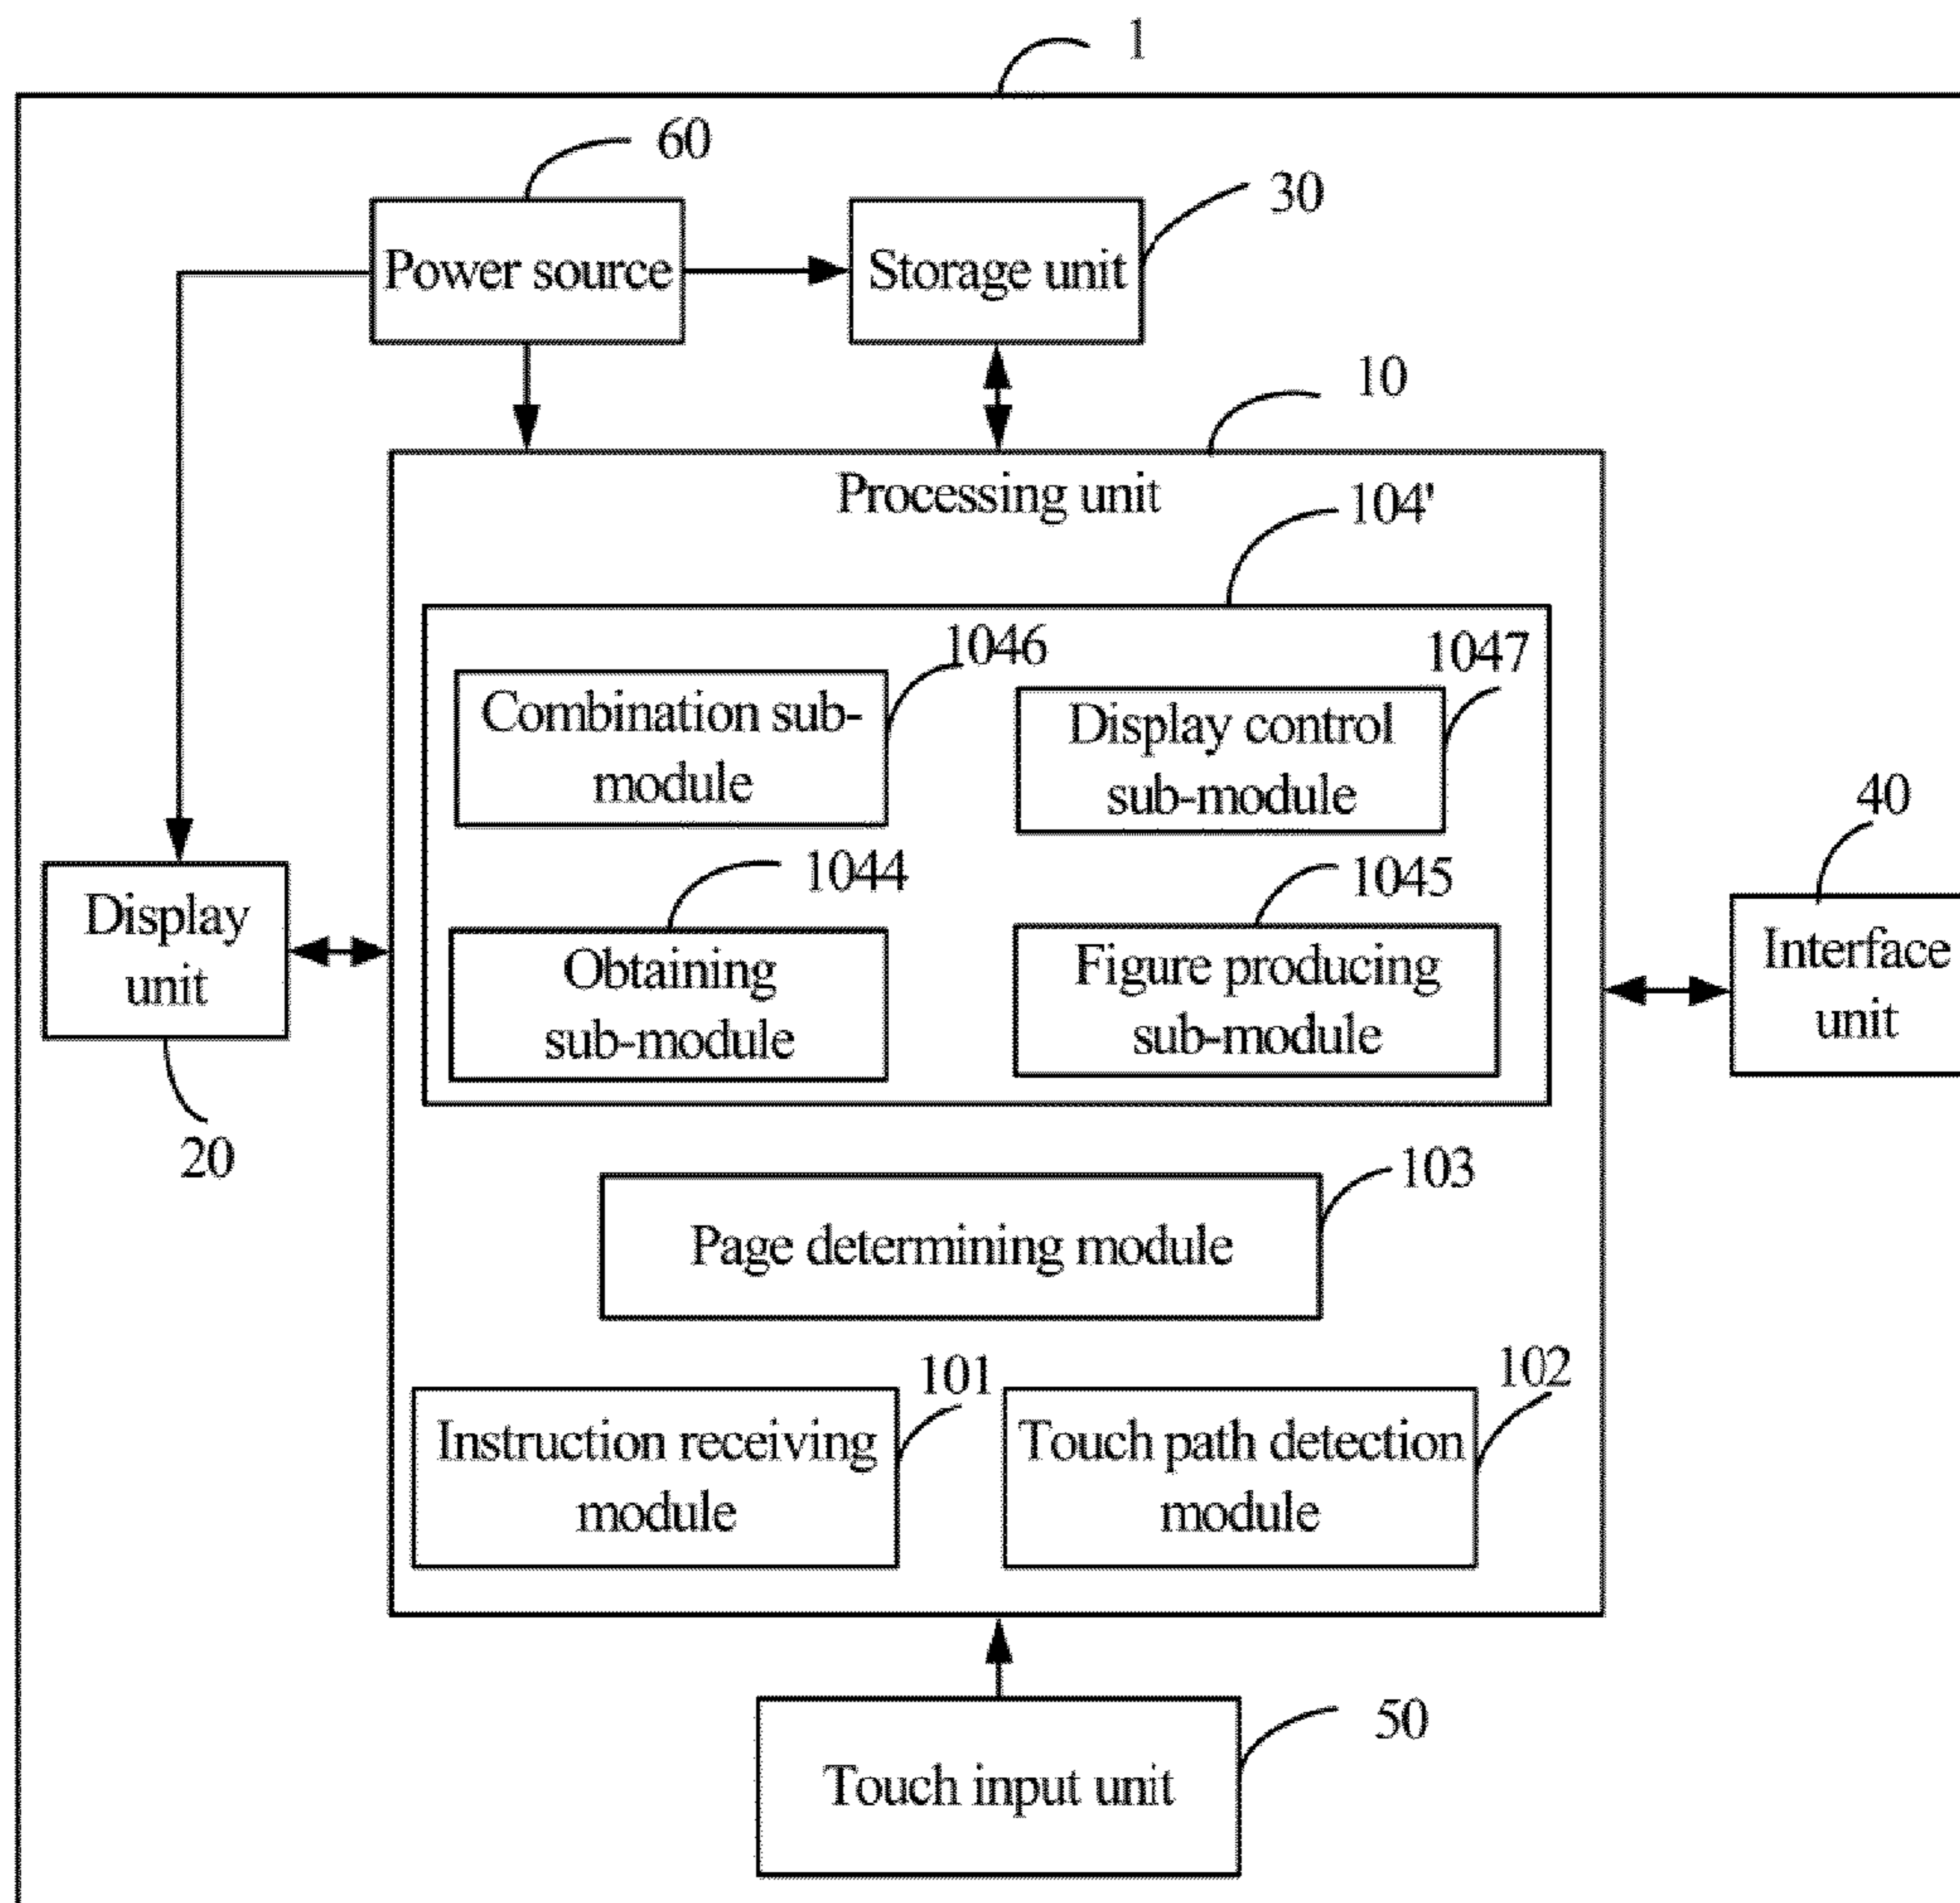 1
60
30
Power source
Storage unit
10
Processing unit
104'
1046
1047
Combination sub-
module
Display control
sub-module
40
1044
1045
Display
unit
Obtaining
sub-module
Figure producing
sub-module
Interface
unit
20
103
Page determining module
101
102
Instruction receiving
module
Touch path detection
module
50
Touch input unit